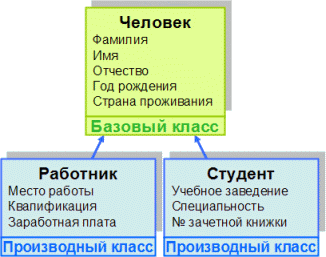 Человек
Фамилия
Имя
Отчество
Год рождения
Страна проживания
Базовый класс
Работник
Место работы
Квалификация
Заработная плата
Производный класс
Студент
Учебное заведение
Специальность
№ зачетной книжки
Производный класс